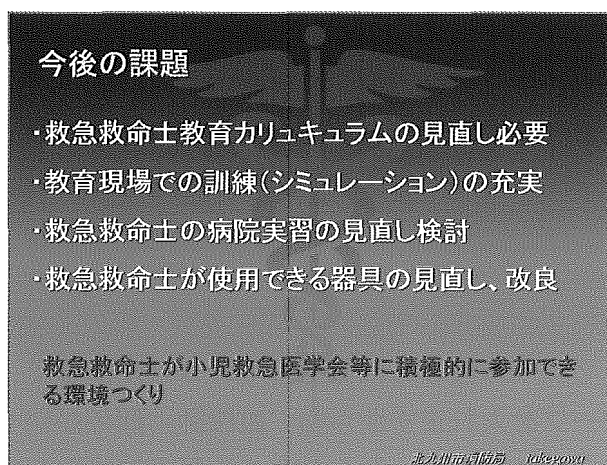 今後の課題
・救急救命士教育カリュキュラムの見直し必要
・教育現場での訓練(シミュレーション)の充実
・救急救命士の病院実習の見直し検討
・救急救命士が使用できる器具の見直し、改良
救急救命士が小児救急医学会等に積極的に参加でき
る環境つくり
北九州市消防局 takegawa